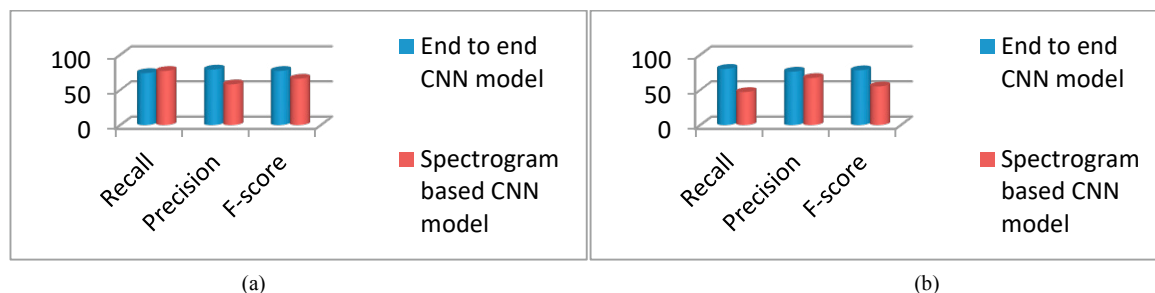 100
50
0
Recall
Precision
F-score
End to end
CNN model
Spectrogram
based CNN
model
(a)
100
50
0
Recall
Precision
F-score
End to end
CNN model
Spectrogram
based CNN
model
(b)